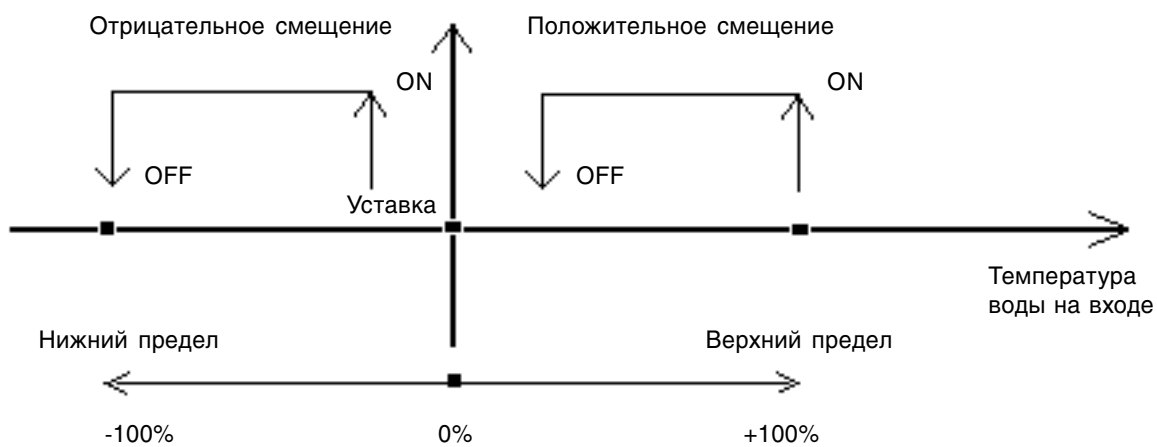 Отрицательное смещение
Положительное смещение
ON
ON
OFF
OFF
Уставка
Температура
воды на входе
Нижний предел
Верхний предел
-100%
0%
+100%